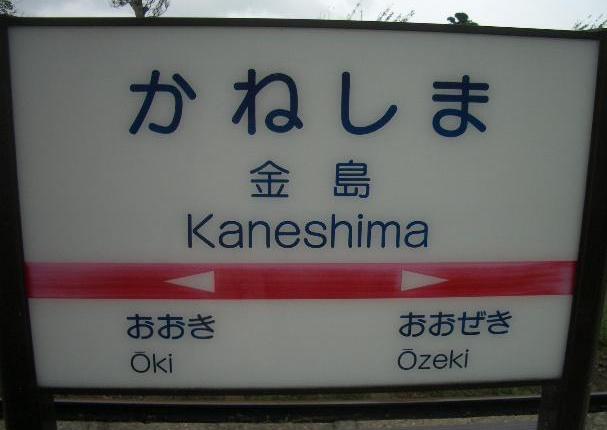 かねしま
金島
Kaneshima
おおき おおぜき
Ōki Ōzeki